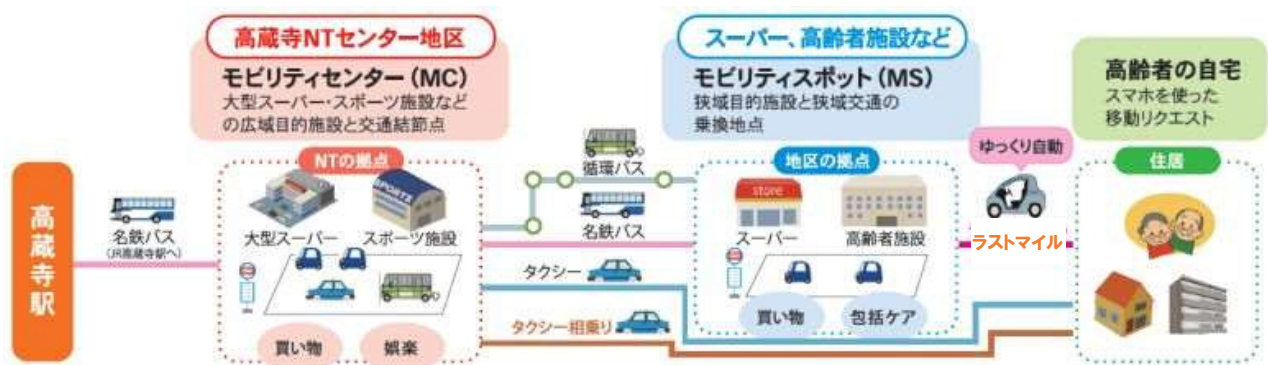 高蔵寺NTセンター地区
モビリティセンター（MC）
大型スーパー・スポーツ施設など
の広域目的施設と交通結節点
スーパー、高齢者施設など
モビリティスポット（MS）
狭域目的施設と狭域交通の
乗換地点
高齢者の自宅
スマホを使った
移動リクエスト
高蔵寺駅
名鉄バス
（JR高蔵寺駅へ）
NTの拠点
SPORTS
大型スーパー
スポーツ施設
買い物
娯楽
循環バス
名鉄バス
タクシー
タクシー相乗り
地区の拠点
store
スーパー
高齢者施設
買い物
包括ケア
ゆっくり自動
ラストマイル
住居